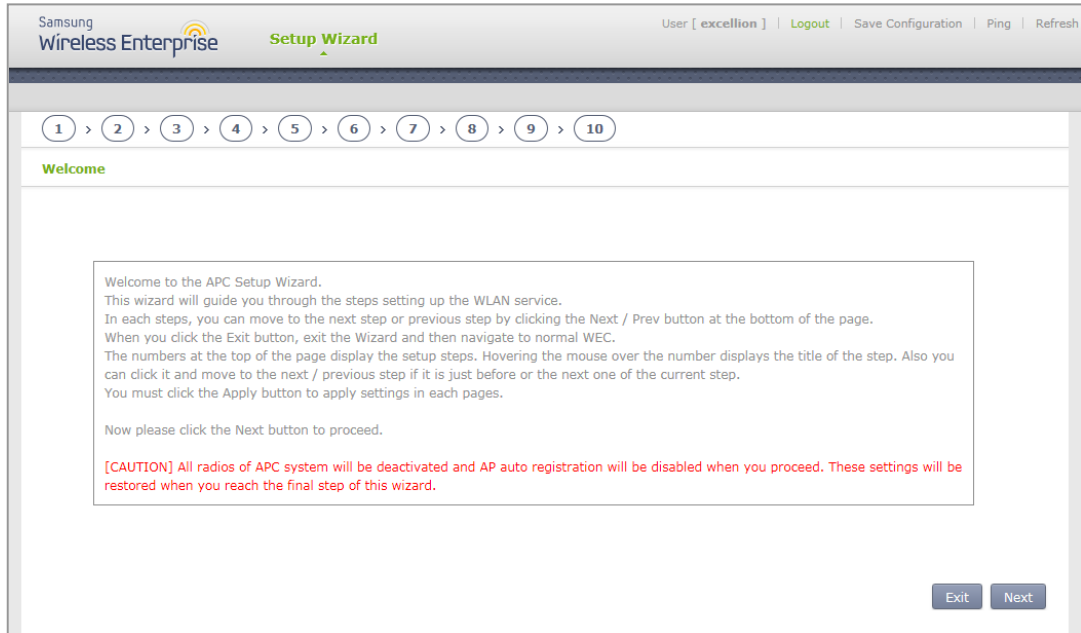 Samsung
Wireless Enterprise
Setup Wizard
User [ excellion ] | Logout | Save Configuration | Ping | Refresh
1 > 2 > 3 > 4 > 5 > 6 > 7 > 8 > 9 > 10
Welcome
Welcome to the APC Setup Wizard.
This wizard will guide you through the steps setting up the WLAN service.
In each steps, you can move to the next step or previous step by clicking the Next / Prev button at the bottom of the page.
When you click the Exit button, exit the Wizard and then navigate to normal WEC.
The numbers at the top of the page display the setup steps. Hovering the mouse over the number displays the title of the step. Also you
can click it and move to the next / previous step if it is just before or the next one of the current step.
You must click the Apply button to apply settings in each pages.
Now please click the Next button to proceed.
[CAUTION] All radios of APC system will be deactivated and AP auto registration will be disabled when you proceed. These settings will be
restored when you reach the final step of this wizard.
Exit Next